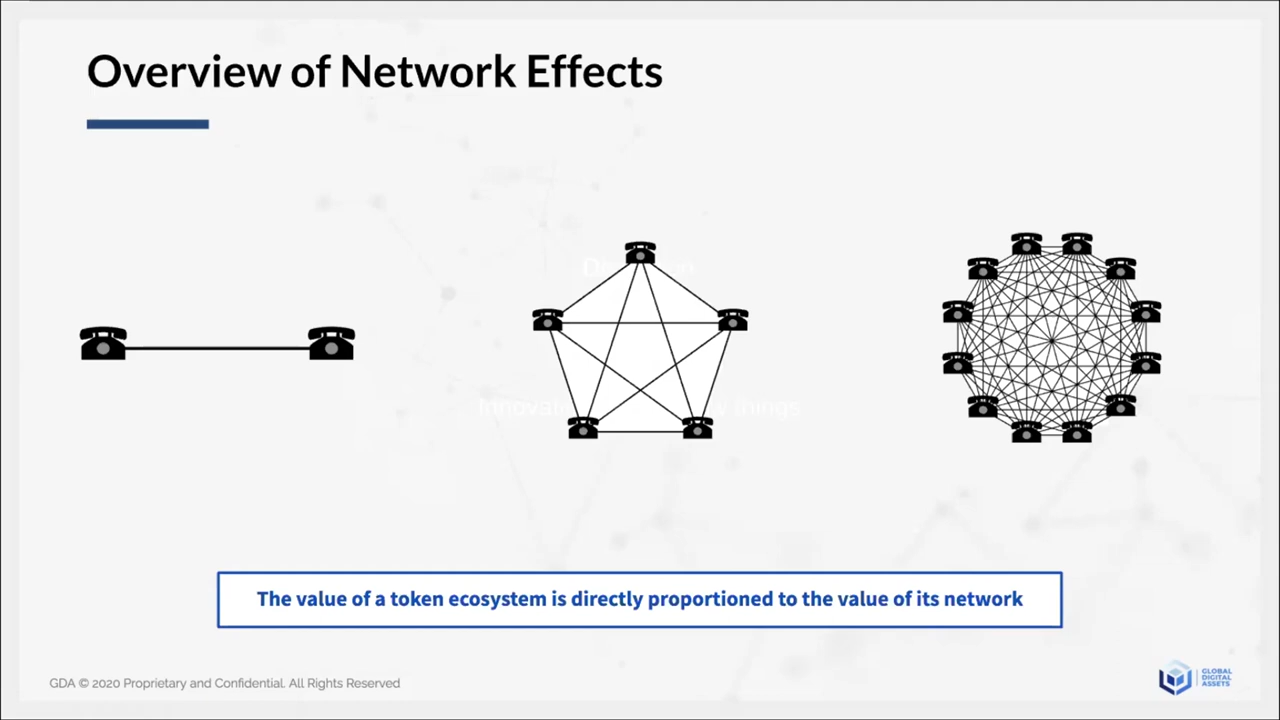 Overview of Network Effects
The value of a token ecosystem is directly proportioned to the value of its network
GDA © 2020 Proprietary and Confidential. All Rights Reserved
GLOBAL
DIGITAL
ASSETS